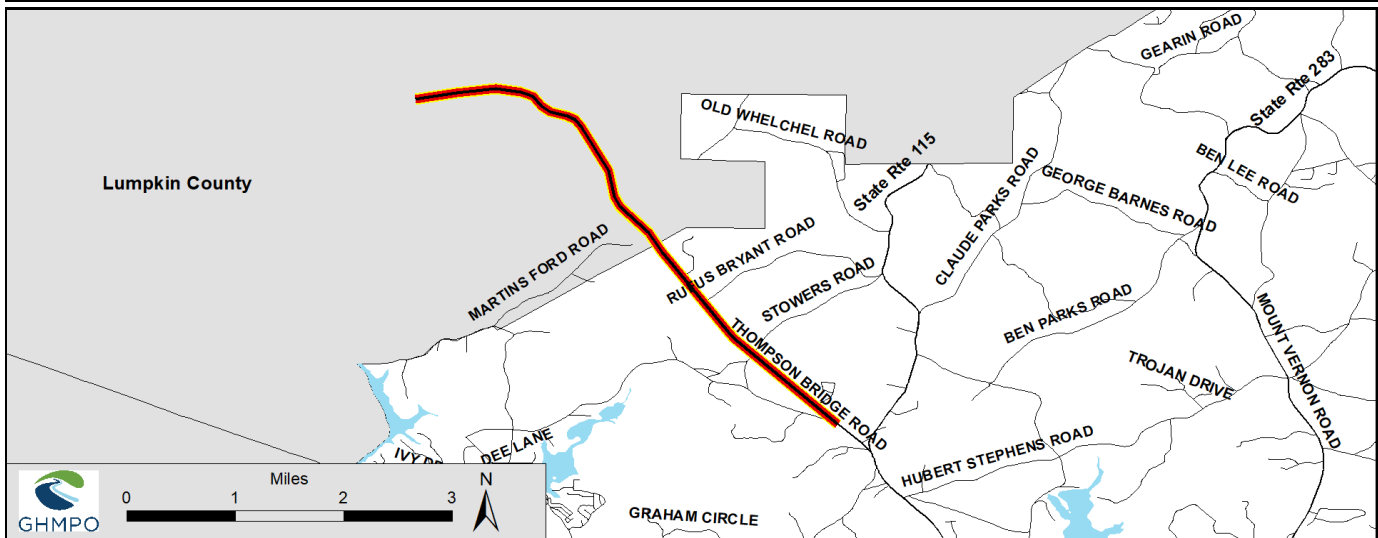 GEARIN ROAD
State Rte 283
OLD WHELCHEL ROAD
State Rte 115
BEN LEE ROAD
Lumpkin County
CLAUDE PARKS ROAD
GEORGE BARNES ROAD
MARTINS FORD ROAD
RUFUS BRYANT ROAD
STOWERS ROAD
BEN PARKS ROAD
MOUNT VERNON ROAD
THOMPSON BRIDGE ROAD
TROJAN DRIVE
DEE LANE
HUBERT STEPHENS ROAD
IVY
GRAHAM CIRCLE
GHMPO
Miles
0 1 2 3
N